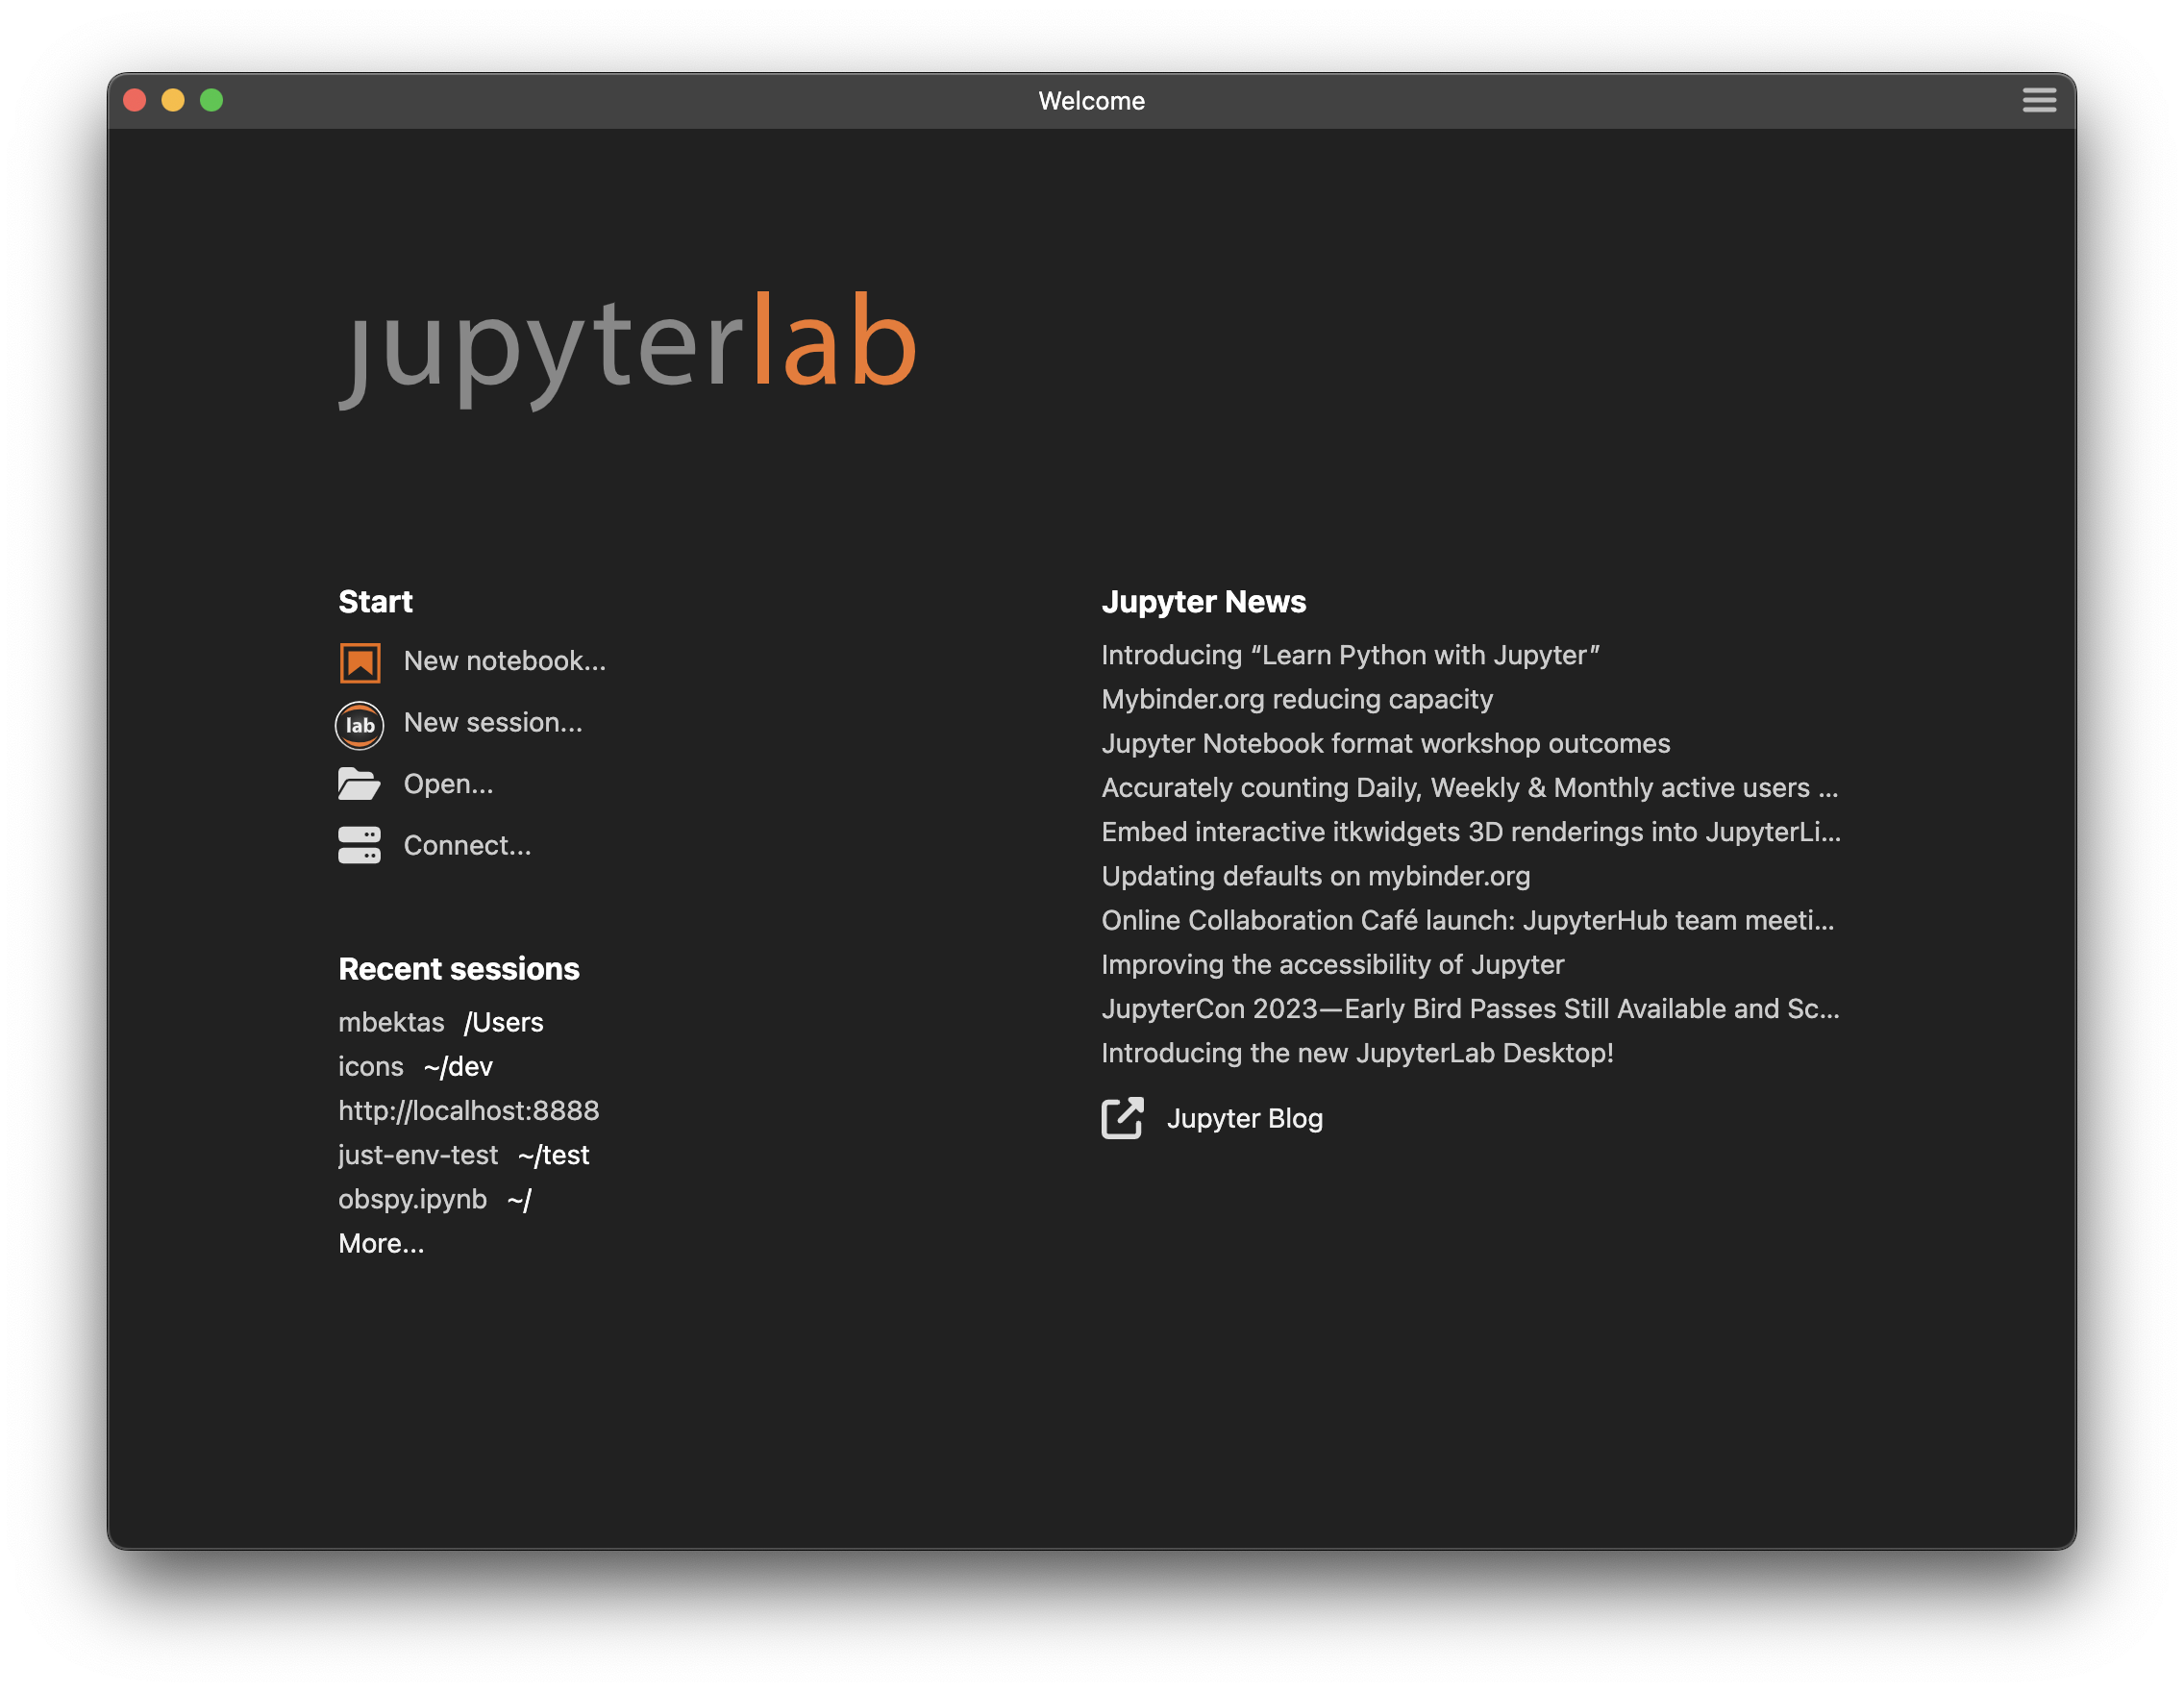 Welcome
jupyterlab
Start
New notebook...
lab New session...
Open...
Connect...
Recent sessions
mbektas /Users
icons ~/dev
http://localhost:8888
just-env-test ~/test
obspy.ipynb ~/
More...
Jupyter News
Introducing “Learn Python with Jupyter”
Mybinder.org reducing capacity
Jupyter Notebook format workshop outcomes
Accurately counting Daily, Weekly & Monthly active users ...
Embed interactive itkwidgets 3D renderings into JupyterLi...
Updating defaults on mybinder.org
Online Collaboration Café launch: JupyterHub team meeti...
Improving the accessibility of Jupyter
JupyterCon 2023—Early Bird Passes Still Available and Sc...
Introducing the new JupyterLab Desktop!
Jupyter Blog